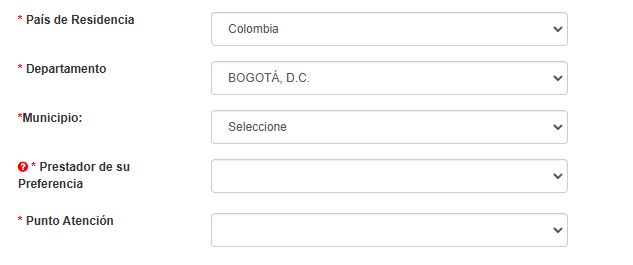 * País de Residencia
Colombia
* Departamento
BOGOTÁ, D.C.
*Municipio:
Seleccione
? * Prestador de su
Preferencia
* Punto Atención